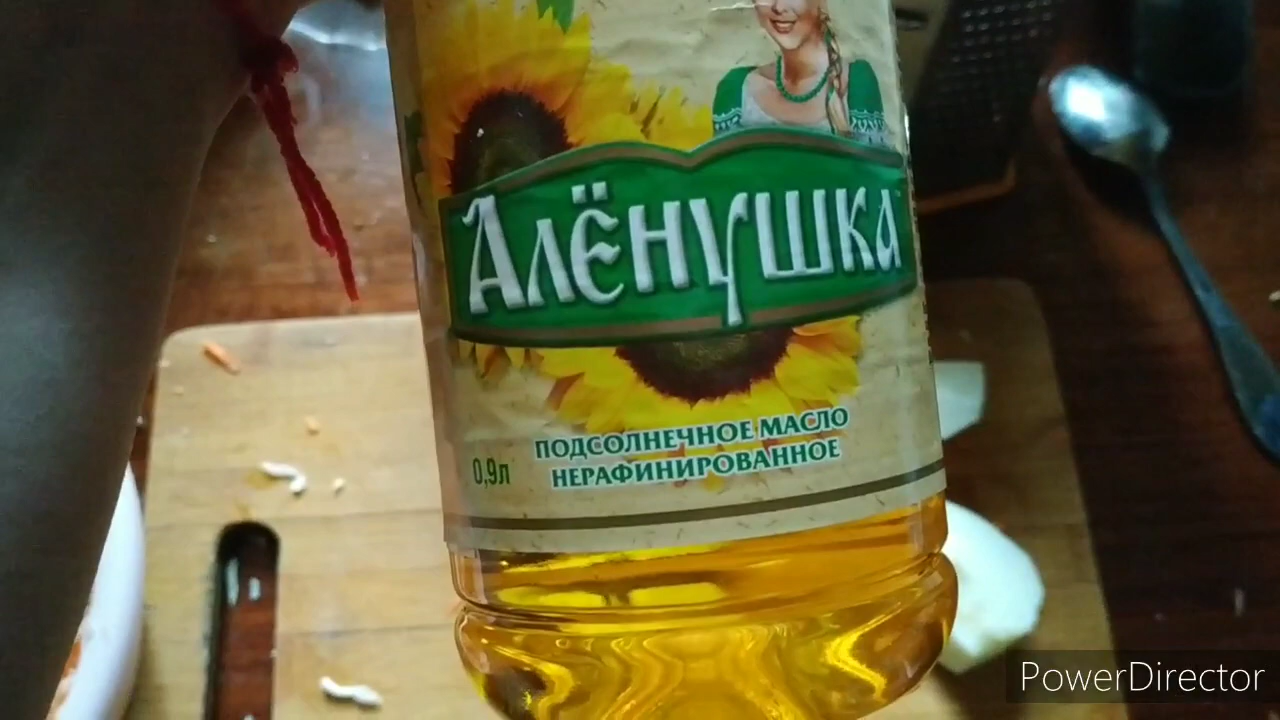 Алёнушка
ПОДСОЛНЕЧНОЕ МАСЛО
НЕРАФИНИРОВАННОЕ
0,9л
PowerDirector